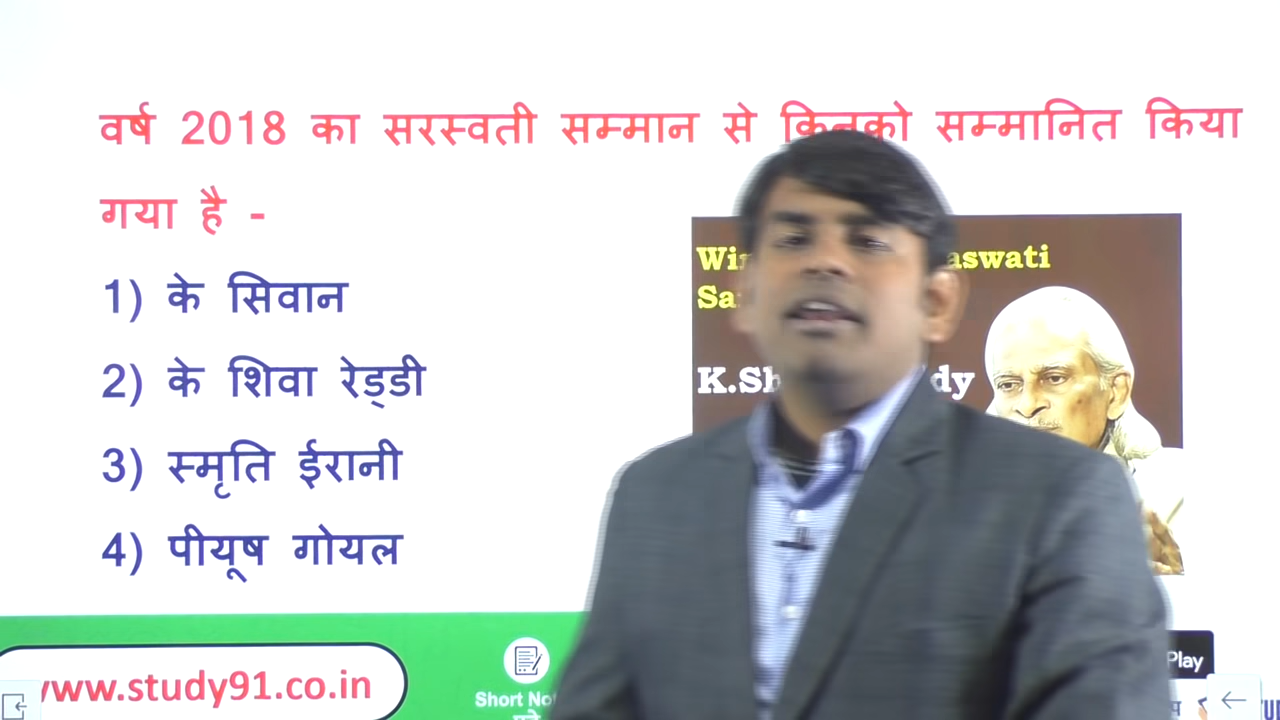 वर्ष 2018 का सरस्वती सम्मान से किनको सम्मानित किया
गया है -
1) के सिवान
2) के शिवा रेड्डी
3) स्मृति ईरानी
4) पीयूष गोयल
www.study91.co.in
Short
Play